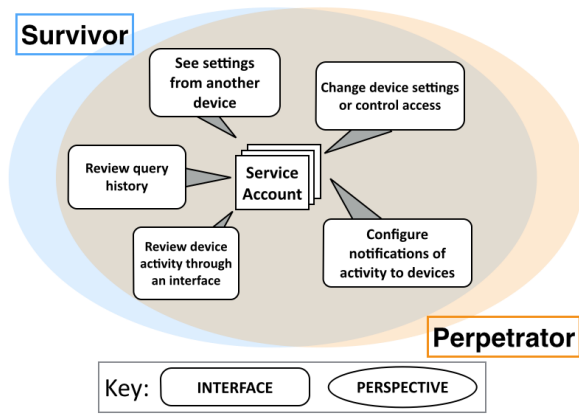 Survivor
See settings
from another
device
Change device settings
or control access
Review query
history
Service
Account
Review device
activity through
an interface
Configure
notifications of
activity to devices
Perpetrator
Key:
INTERFACE
PERSPECTIVE